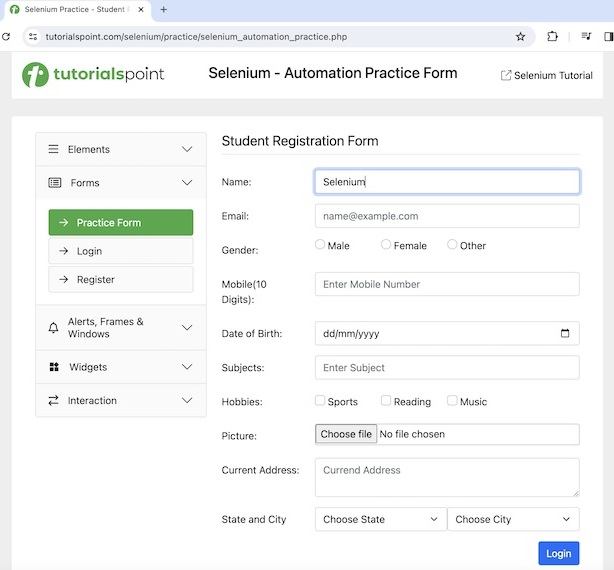 Selenium Practice - Student
tutorialspoint.com/selenium/practice/selenium_automation_practice.php
tutorialspoint
Selenium - Automation Practice Form
Selenium Tutorial
Elements
Forms
Practice Form
Login
Register
Alerts, Frames &
Windows
Widgets
Interaction
Student Registration Form
Name:
Selenium
Email:
name@example.com
Gender:
Male
Female
Other
Mobile(10
Digits):
Enter Mobile Number
Date of Birth:
dd/mm/yyyy
Subjects:
Enter Subject
Hobbies:
Sports
Reading
Music
Picture:
Choose file No file chosen
Current Address:
Currend Address
State and City
Choose State
Choose City
Login